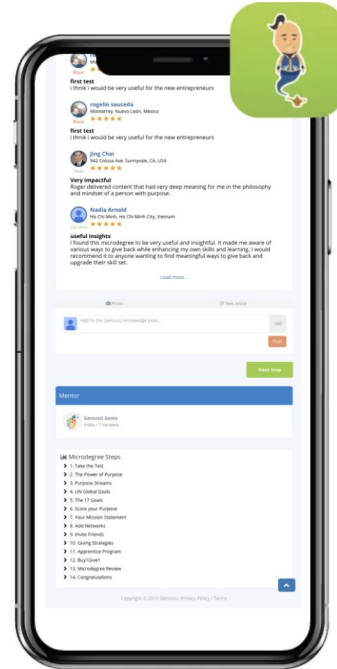 Blaze
first test
i thnik i would be very useful for the new entrepreneurs
rogelio sauceda
Monterrey, Nuevo León, México
Blaze
first test
i thnik i would be very useful for the new entrepreneurs
Jing Chai
942 Colusa Ave, Sunnyvale, CA, USA
Steel
Very impactful
Roger delivered content that had very deep meaning for me in the philosophy
and mindset of a person with purpose.
Nadia Arnold
Ho Chi Minh, Ho Chi Minh City, Vietnam
useful insights
I found this microdegree to be very useful and insightful. It made me aware of
various ways to give back while enhancing my own skills and learning. I would
recommend it to anyone wanting to find meaningful ways to give back and
upgrade their skill set.
Load more...
Photo
New article
Add to the GeniusU knowledge pool...
Post
Next Step
Mentor
GeniusU Genie
India • 7 reviews
Microdegree Steps
1. Take the Test
2. The Power of Purpose
3. Purpose Streams
4. UN Global Goals
5. The 17 Goals
6. Score your Purpose
7. Your Mission Statement
8. Add Networks
9. Invite Friends
10. Giving Strategies
11. Apprentice Program
12. Buy1Give1
13. Microdegree Review
14. Congratulations
Copyright © 2019 GeniusU. Privacy Policy / Terms